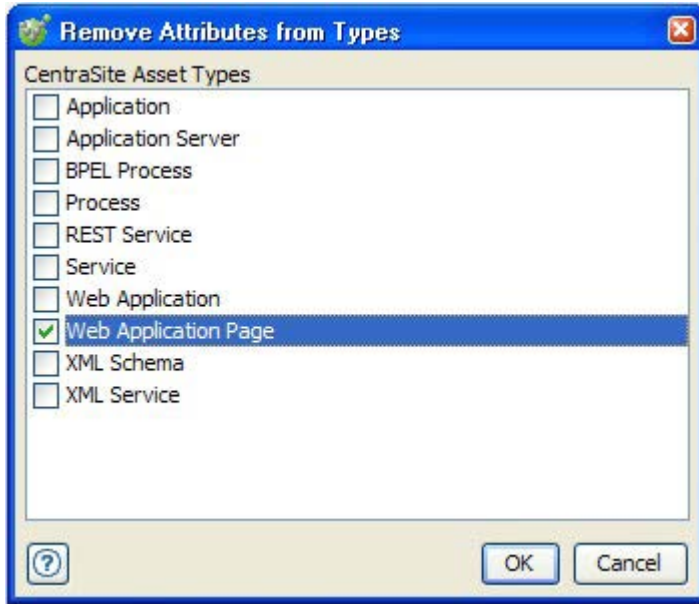 Remove Attributes from Types
CentraSite Asset Types
Application
Application Server
BPEL Process
Process
REST Service
Service
Web Application
Web Application Page
XML Schema
XML Service
?
OK
Cancel